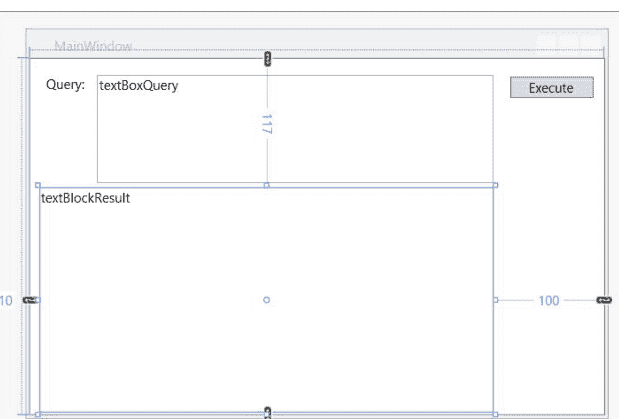 MainWindow
Query:
textBoxQuery
Execute
117
textBlockResult
10
100